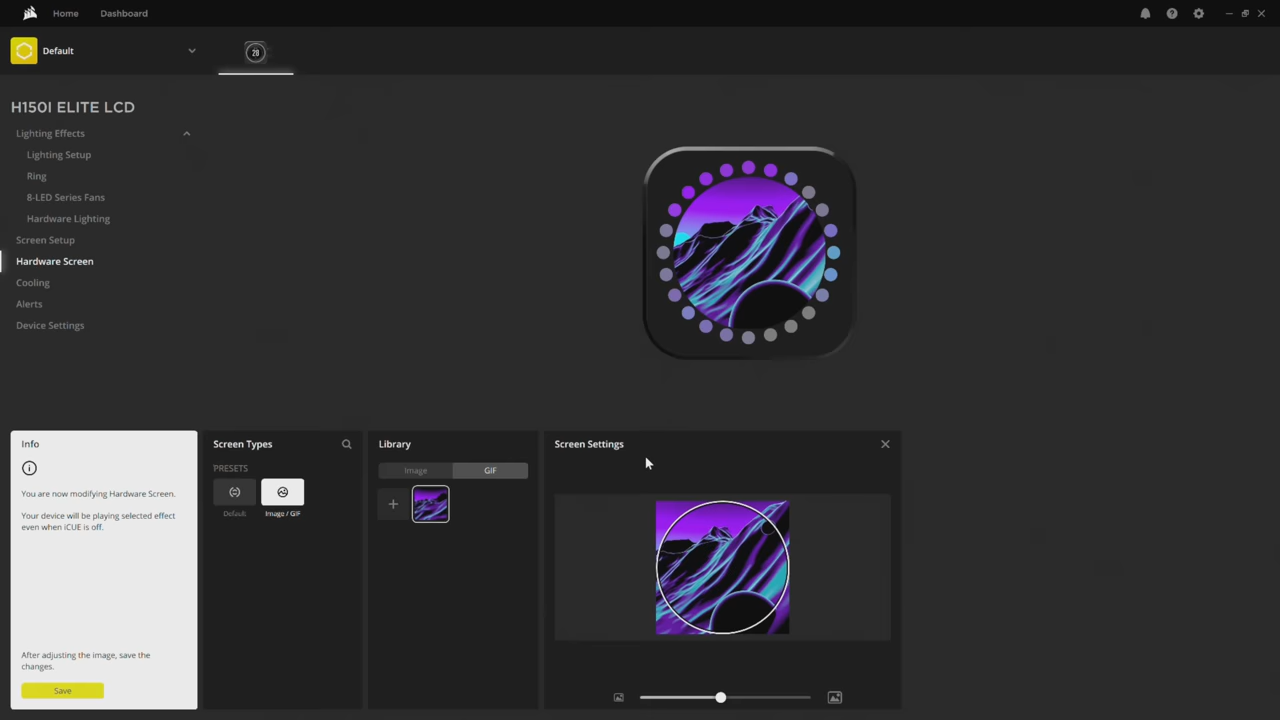 Home
Dashboard
Default
28
H150I ELITE LCD
Lighting Effects
Lighting Setup
Ring
8-LED Series Fans
Hardware Lighting
Screen Setup
Hardware Screen
Cooling
Alerts
Device Settings
Info
You are now modifying Hardware Screen.
Your device will be playing selected effect
even when iCUE is off.
After adjusting the image, save the
changes.
Save
Screen Types
PRESETS
Default
Image / GIF
Library
Image
GIF
Screen Settings